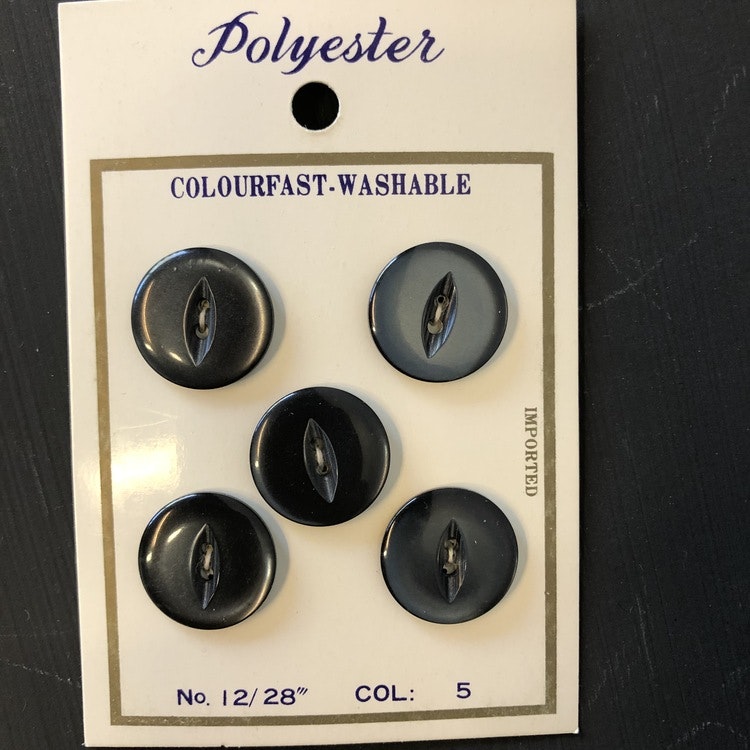 Polyester
COLOURFAST-WASHABLE
IMPORTED
No. 12/28''' COL: 5